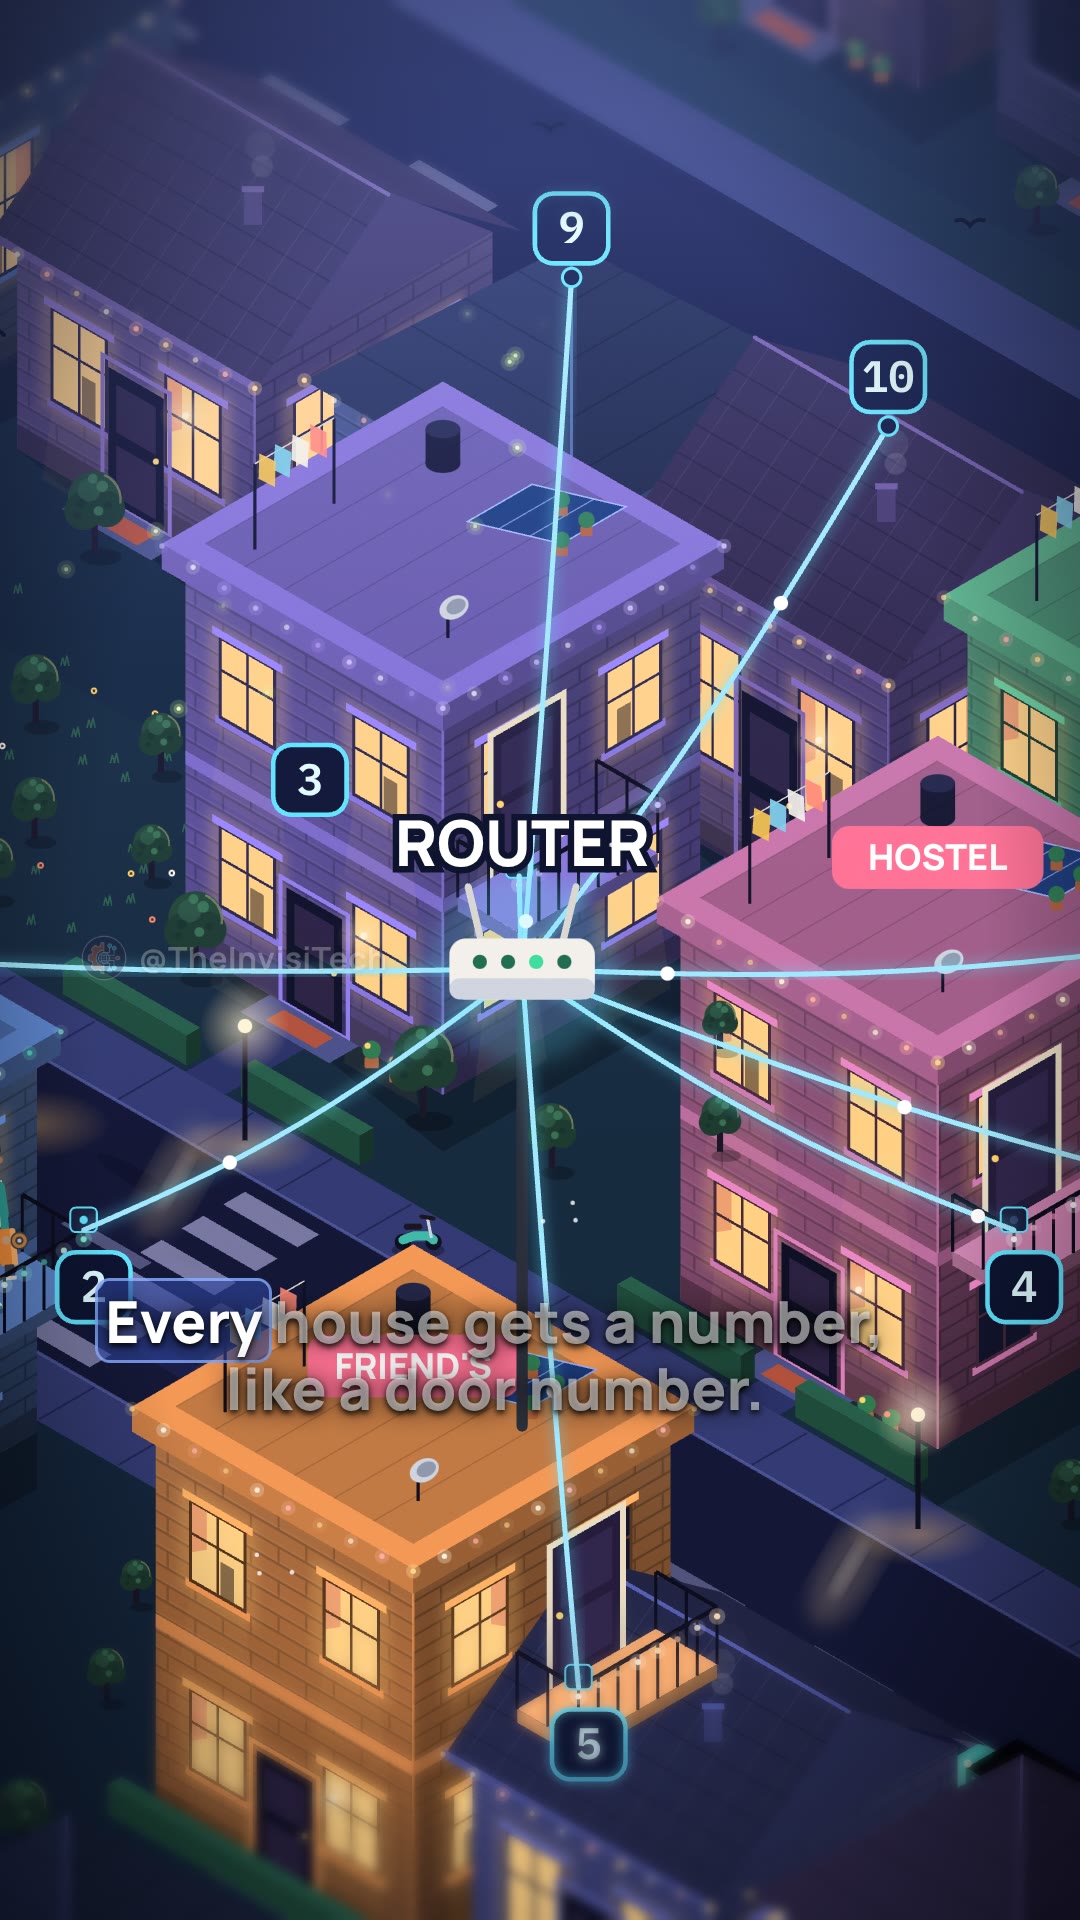 9
10
3
ROUTER
HOSTEL
@TheInvisiTech
2
4
Every house gets a number,
FRIEND'S
like a door number.
5